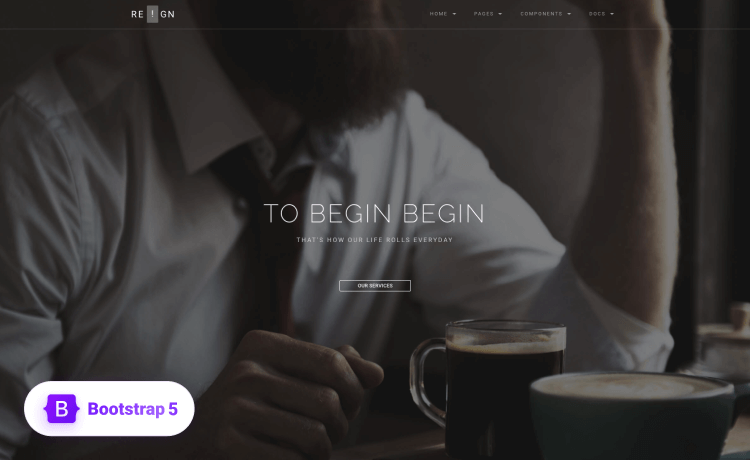 RE ! GN
HOME PAGES COMPONENTS DOCS
TO BEGIN BEGIN
THAT'S HOW OUR LIFE ROLLS EVERYDAY
OUR SERVICES
B Bootstrap 5